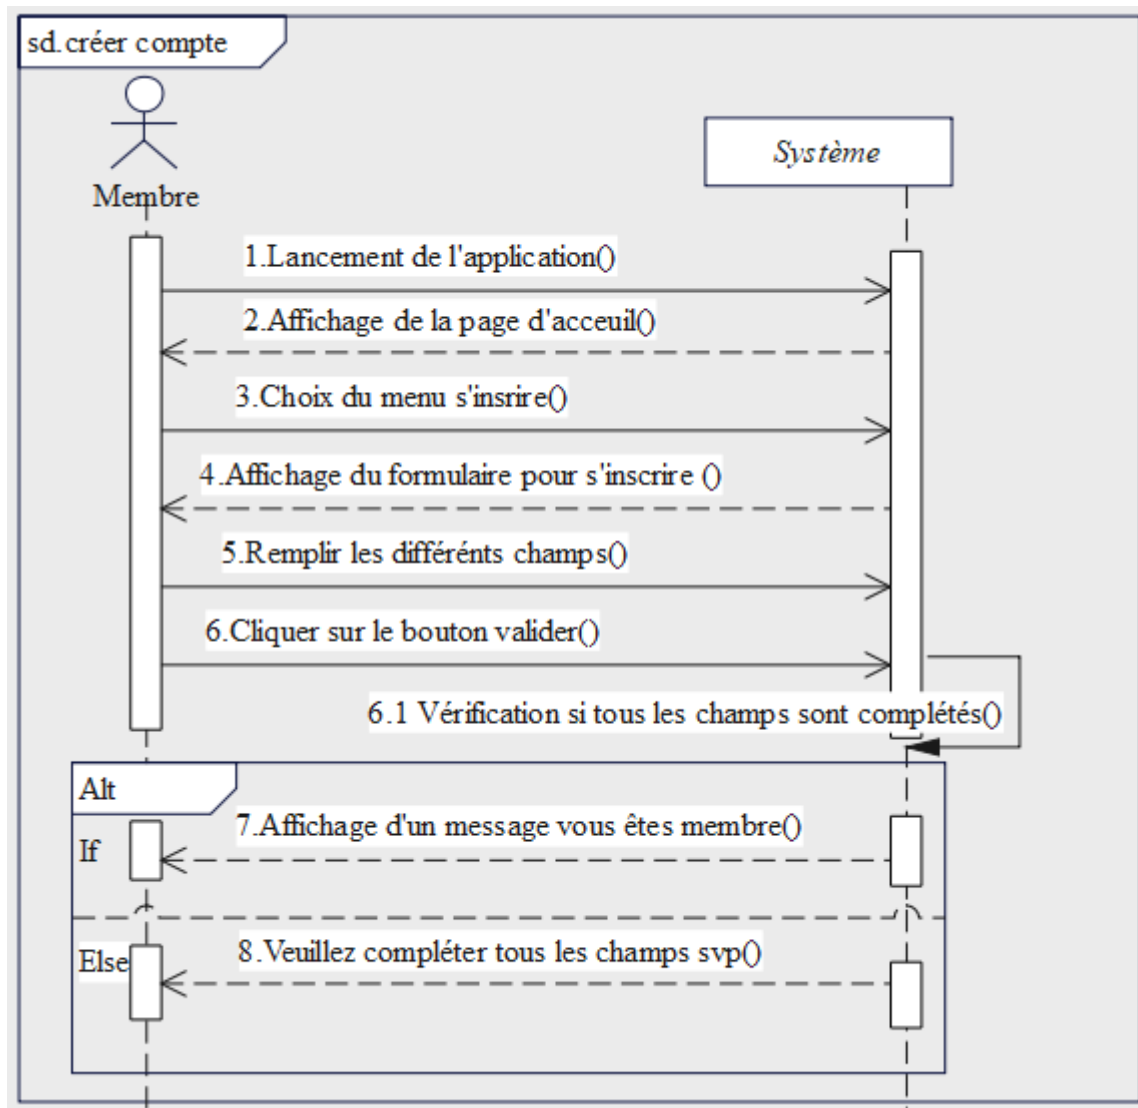 sd.créer compte
Membre
Système
1.Lancement de l'application()
2.Affichage de la page d'acceuil()
3.Choix du menu s'insrire()
4.Affichage du formulaire pour s'inscrire ()
5.Remplir les différénts champs()
6.Cliquer sur le bouton valider()
6.1 Vérification si tous les champs sont complétés()
Alt
7.Affichage d'un message vous êtes membre()
If
8.Veuillez compléter tous les champs svp()
Else